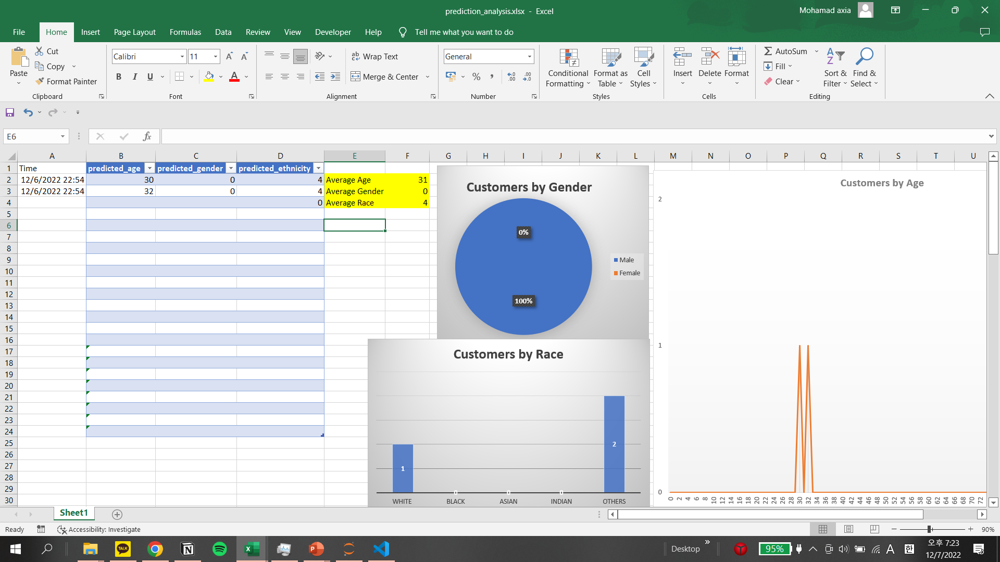 prediction_analysis.xlsx - Excel
Mohamad axia
File Home Insert Page Layout Formulas Data Review View Developer Help Tell me what you want to do
Paste
Cut
Copy
Format Painter
Clipboard
Calibri 11
B I U A
Font
Wrap Text
Merge & Center
Alignment
General
Number
Conditional Formatting
Format as Table
Cell Styles
Styles
Insert Delete Format
Cells
AutoSum
Fill
Clear
Sort & Filter
Find & Select
Editing
E6
fx
A B C D E F G H I J K L M N O P Q R S T U
1 Time predicted_age predicted_gender predicted_ethnicity
2 12/6/2022 22:54 30 0 4 Average Age 31
3 12/6/2022 22:54 32 0 4 Average Gender 0
4 0 Average Race 4
5
6
7
8
9
10
11
12
13
14
15
16
17
18
19
20
21
22
23
24
25
26
27
28
29
30
Customers by Gender
0%
100%
Male
Female
Customers by Race
1 0 0 0 2
WHITE BLACK ASIAN INDIAN OTHERS
Customers by Age
2
1
0
0 2 4 6 8 10 12 14 16 18 20 22 24 26 28 30 32 34 36 38 40 42 44 46 48 50 52 54 56 58 60 62 64 66 68 70 72
Sheet1
Ready Accessibility: Investigate 90%
TALK
Desktop
95%
A 한
오후 7:23
12/7/2022